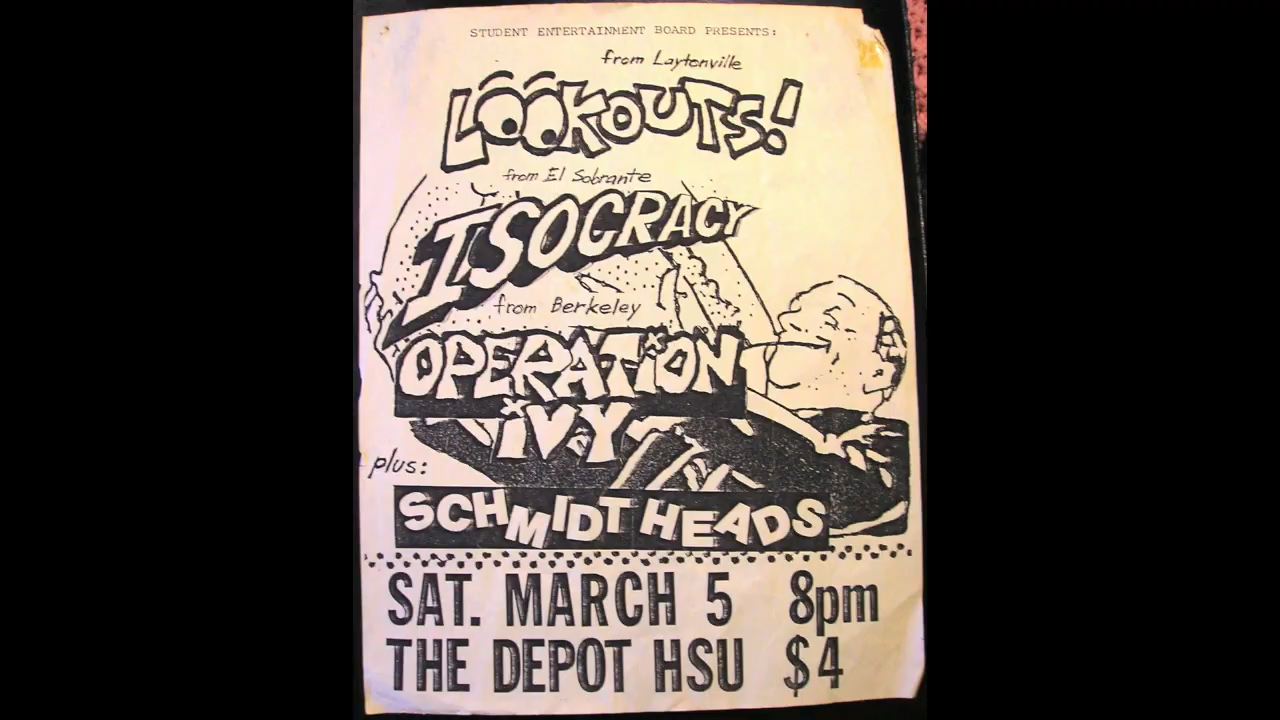 STUDENT ENTERTAINMENT BOARD PRESENTS:
from Laytonville
LOOKOUTS!
from El Sobrante
ISOCRACY
from Berkeley
OPERATiON
iVY
plus:
SCHMIDT HEADS
SAT. MARCH 5 8pm
THE DEPOT HSU $4